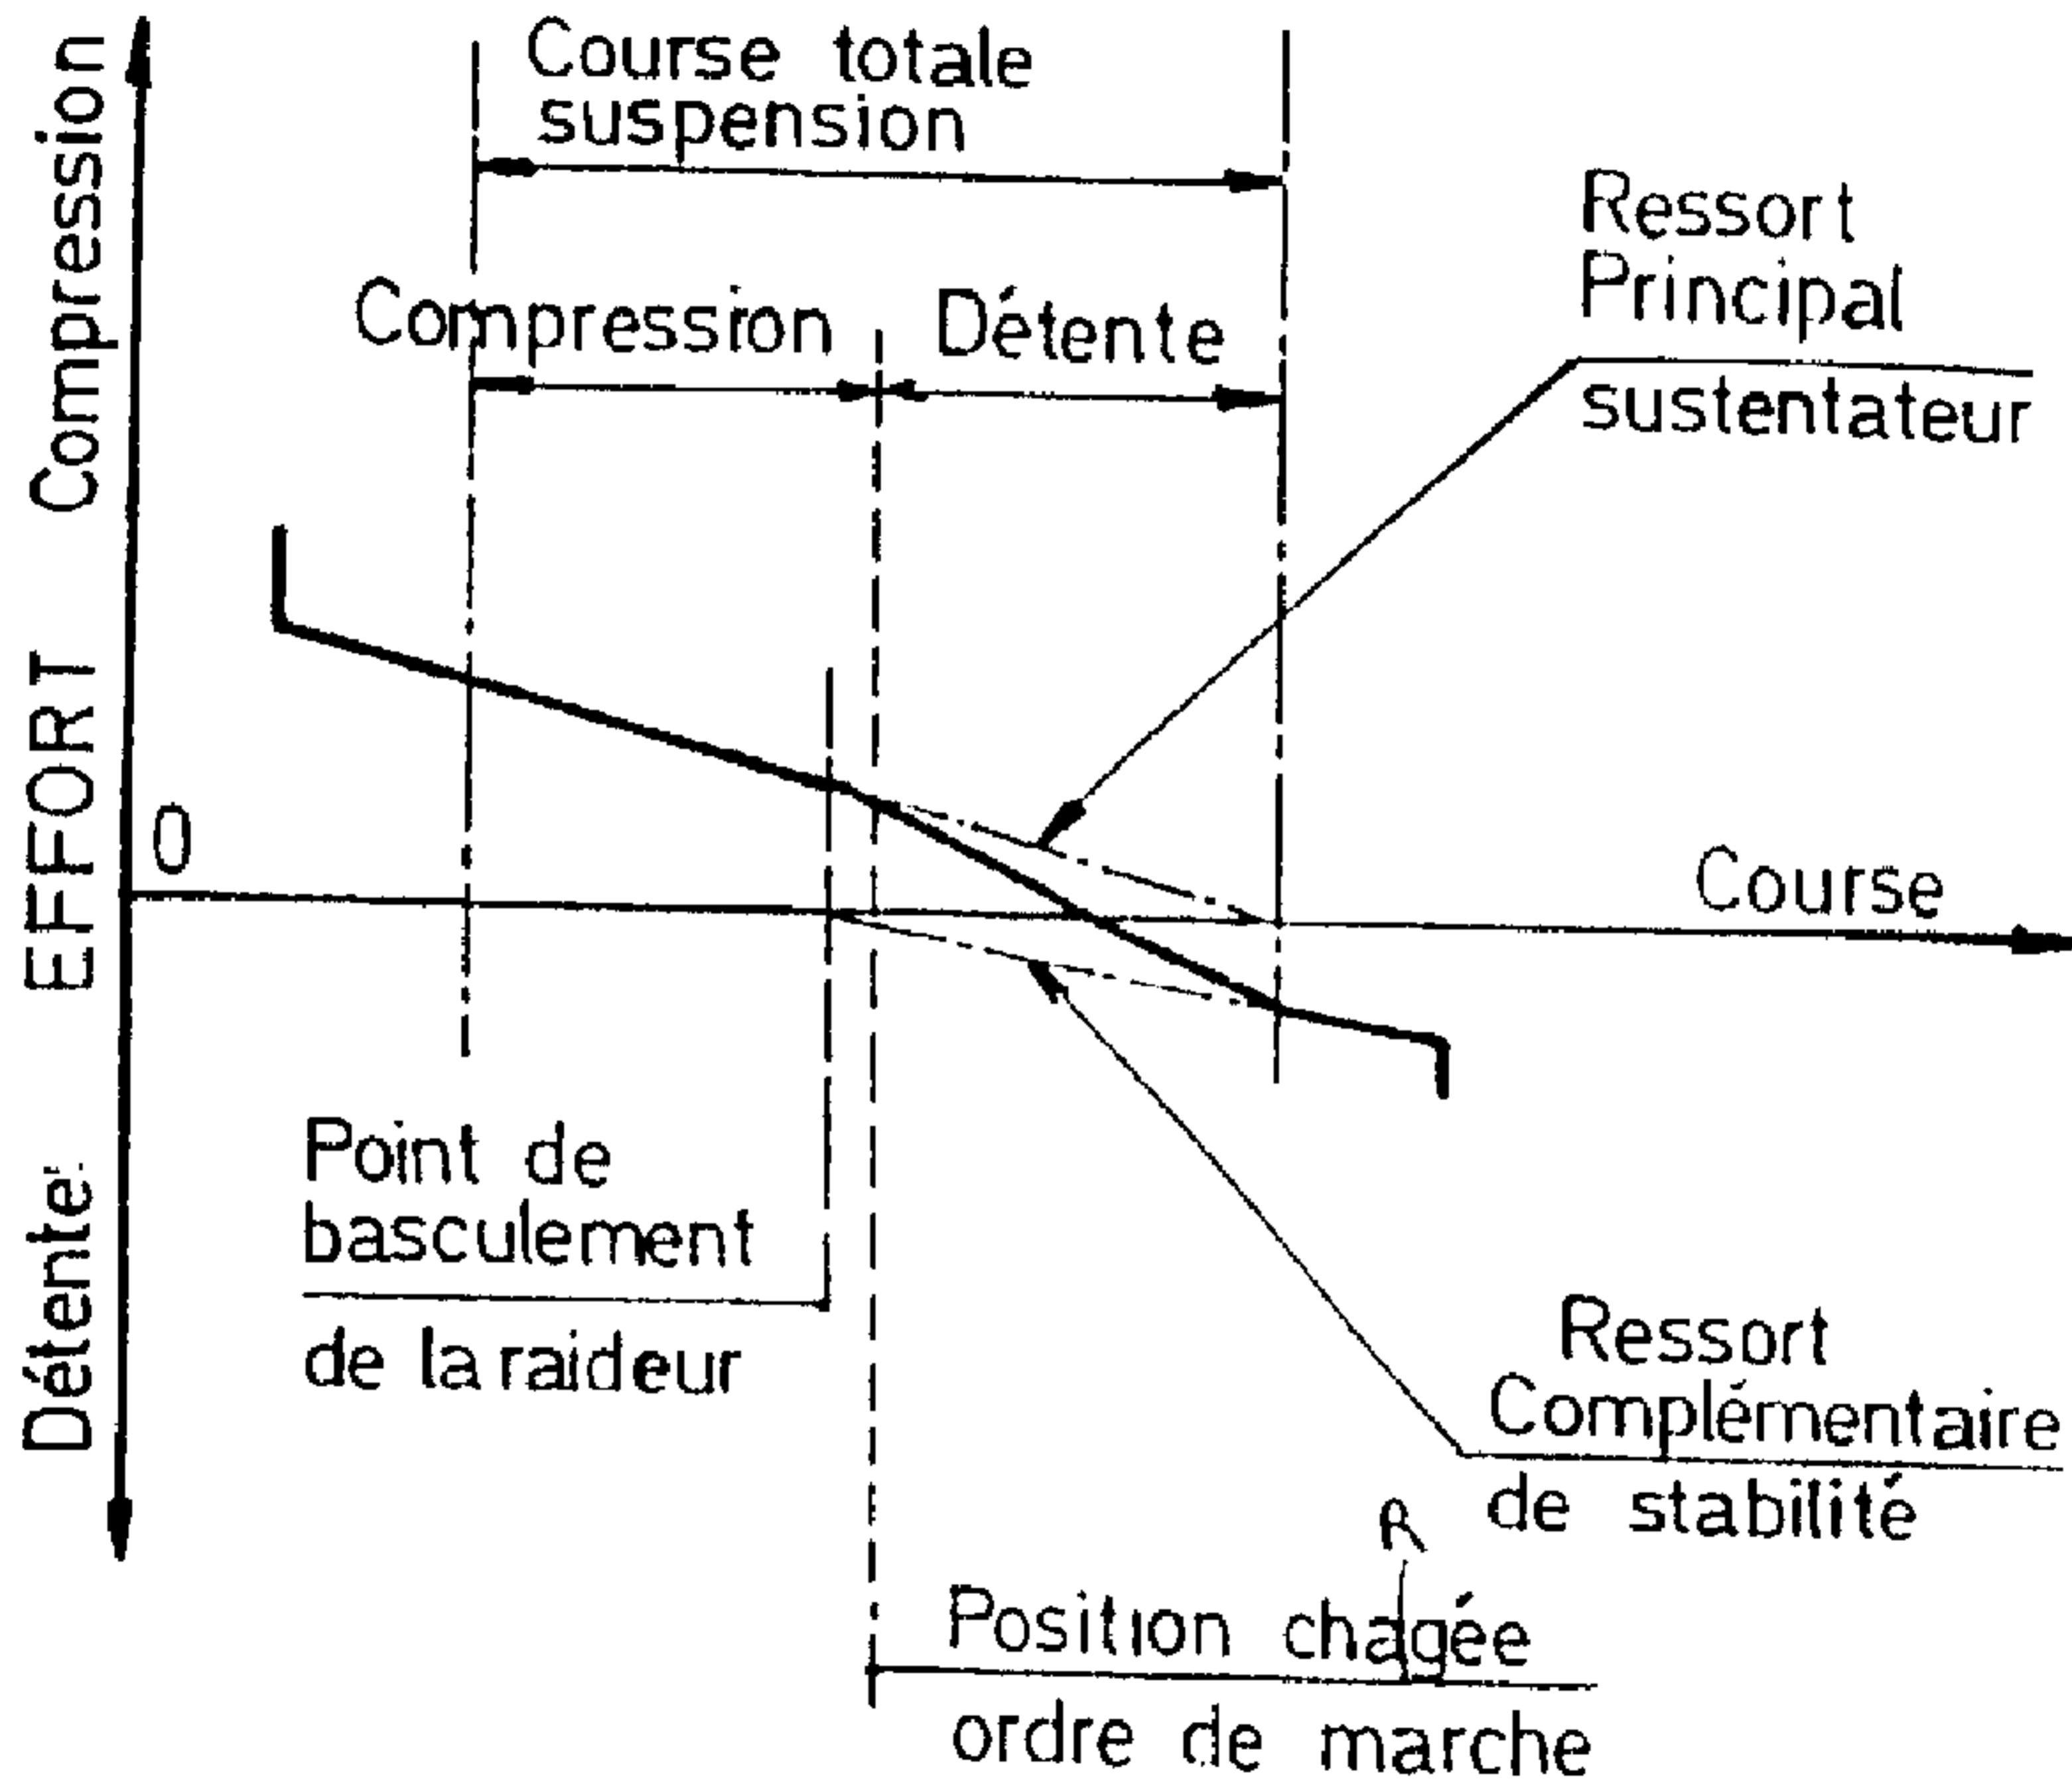 Course totale
suspension
Compression
Détente
Ressort
Principal
sustentateur
Compression
EFFORT
Détente
O
Course
Point de
basculement
de la raideur
Ressort
Complémentaire
de stabilité
R
Position chagée
ordre de marche